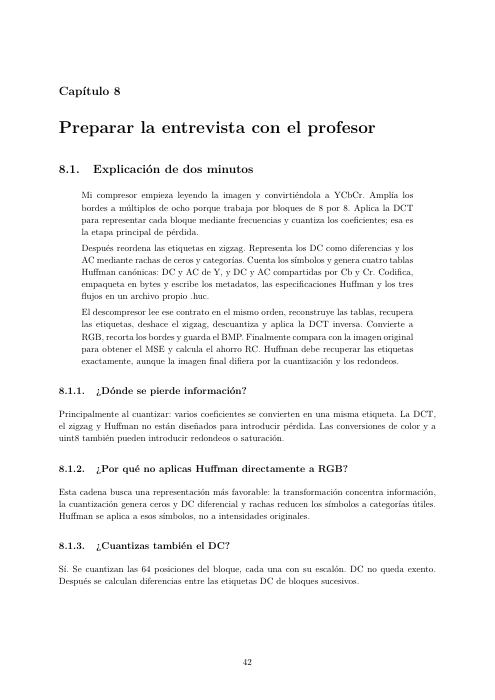 Capítulo 8
Preparar la entrevista con el profesor
8.1. Explicación de dos minutos
Mi compresor empieza leyendo la imagen y convirtiéndola a YCbCr. Amplía los
bordes a múltiplos de ocho porque trabaja por bloques de 8 por 8. Aplica la DCT
para representar cada bloque mediante frecuencias y cuantiza los coeficientes; esa es
la etapa principal de pérdida.
Después reordena las etiquetas en zigzag. Representa los DC como diferencias y los
AC mediante rachas de ceros y categorías. Cuenta los símbolos y genera cuatro tablas
Huffman canónicas: DC y AC de Y, y DC y AC compartidas por Cb y Cr. Codifica,
empaqueta en bytes y escribe los metadatos, las especificaciones Huffman y los tres
flujos en un archivo propio .huc.
El descompresor lee ese contrato en el mismo orden, reconstruye las tablas, recupera
las etiquetas, deshace el zigzag, descuantiza y aplica la DCT inversa. Convierte a
RGB, recorta los bordes y guarda el BMP. Finalmente compara con la imagen original
para obtener el MSE y calcula el ahorro RC. Huffman debe recuperar las etiquetas
exactamente, aunque la imagen final difiera por la cuantización y los redondeos.
8.1.1. ¿Dónde se pierde información?
Principalmente al cuantizar: varios coeficientes se convierten en una misma etiqueta. La DCT,
el zigzag y Huffman no están diseñados para introducir pérdida. Las conversiones de color y a
uint8 también pueden introducir redondeos o saturación.
8.1.2. ¿Por qué no aplicas Huffman directamente a RGB?
Esta cadena busca una representación más favorable: la transformación concentra información,
la cuantización genera ceros y DC diferencial y rachas reducen los símbolos a categorías útiles.
Huffman se aplica a esos símbolos, no a intensidades originales.
8.1.3. ¿Cuantizas también el DC?
Sí. Se cuantizan las 64 posiciones del bloque, cada una con su escalón. DC no queda exento.
Después se calculan diferencias entre las etiquetas DC de bloques sucesivos.
42